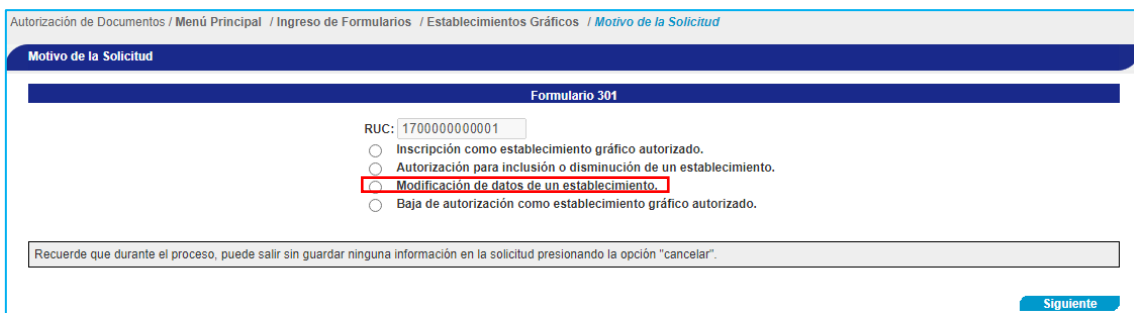 Autorización de Documentos / Menú Principal / Ingreso de Formularios / Establecimientos Gráficos / Motivo de la Solicitud
Motivo de la Solicitud
Formulario 301
RUC: 1700000000001
Inscripción como establecimiento gráfico autorizado.
Autorización para inclusión o disminución de un establecimiento.
Modificación de datos de un establecimiento.
Baja de autorización como establecimiento gráfico autorizado.
Recuerde que durante el proceso, puede salir sin guardar ninguna información en la solicitud presionando la opción "cancelar".
Siguiente